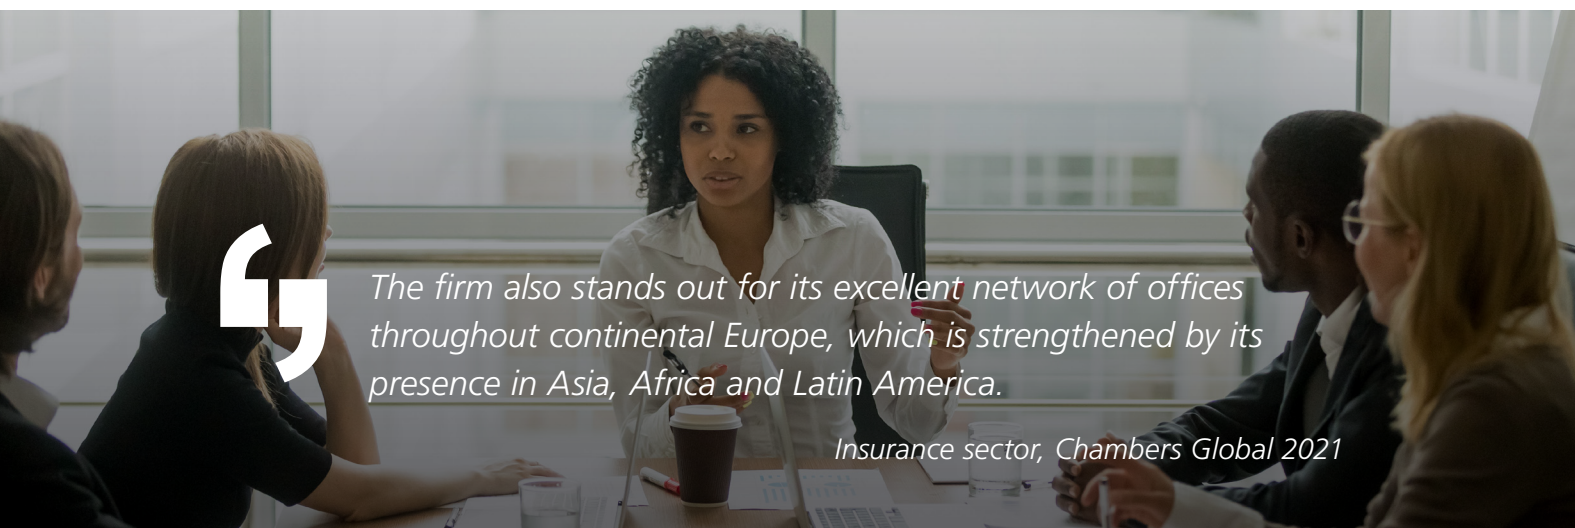 The firm also stands out for its excellent network of offices
throughout continental Europe, which is strengthened by its
presence in Asia, Africa and Latin America.
Insurance sector, Chambers Global 2021